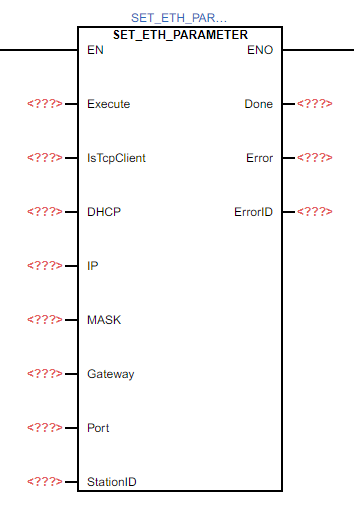 SET_ETH_PAR...
SET_ETH_PARAMETER
EN ENO
<???> Execute Done <???>
<???> IsTcpClient Error <???>
<???> DHCP ErrorID <???>
<???> IP
<???> MASK
<???> Gateway
<???> Port
<???> StationID